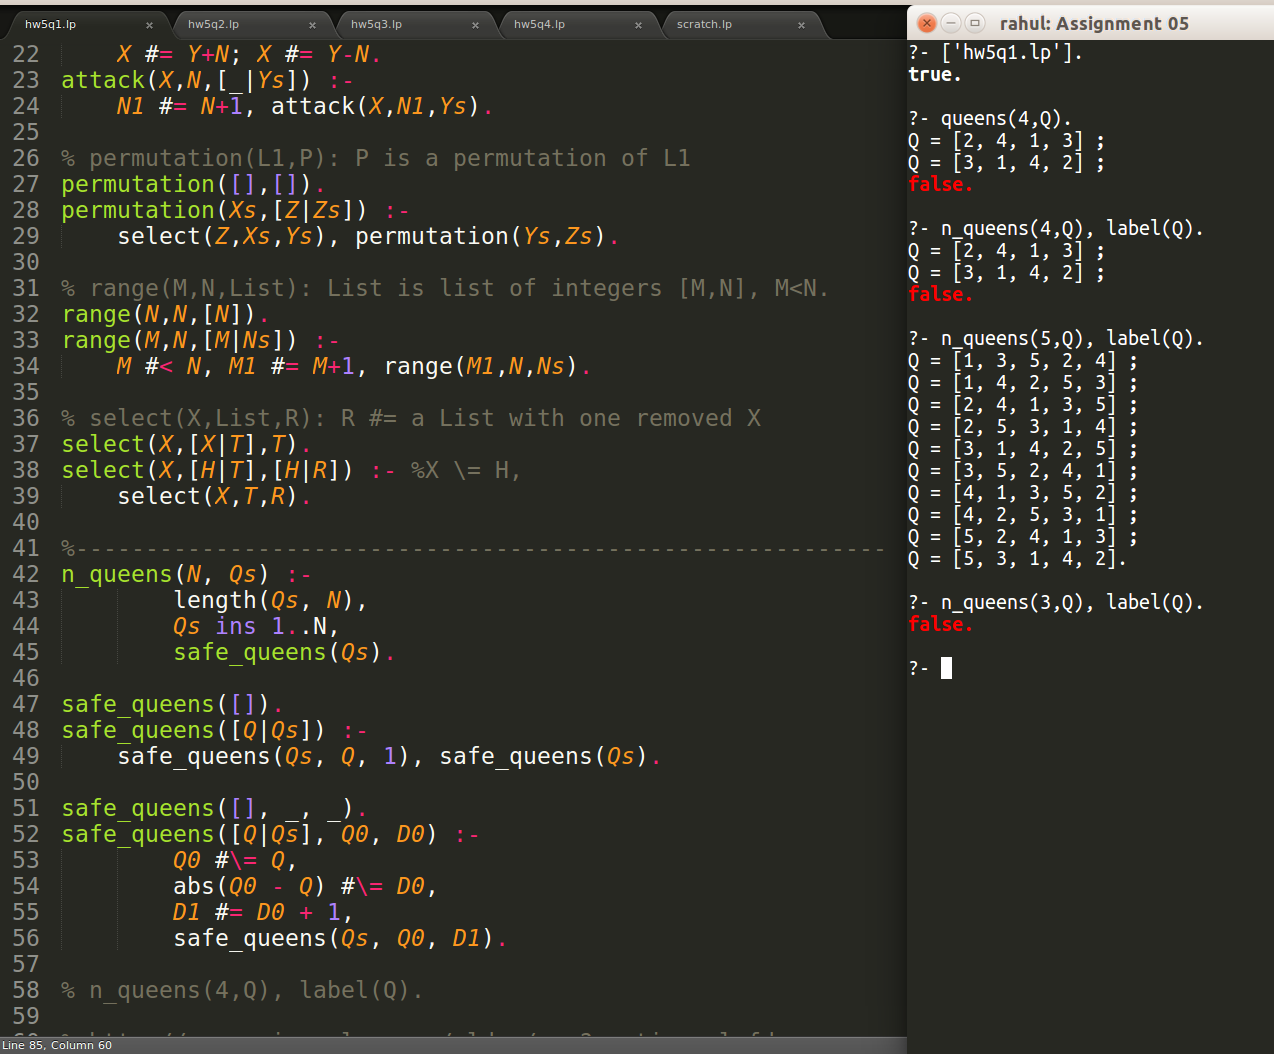 hw5q1.lp × hw5q2.lp × hw5q3.lp × hw5q4.lp × scratch.lp ×
22 X #= Y+N; X #= Y-N.
23 attack(X,N,[_|Ys]) :-
24 N1 #= N+1, attack(X,N1,Ys).
25
26 % permutation(L1,P): P is a permutation of L1
27 permutation([],[]).
28 permutation(Xs,[Z|Zs]) :-
29 select(Z,Xs,Ys), permutation(Ys,Zs).
30
31 % range(M,N,List): List is list of integers [M,N], M<N.
32 range(N,N,[N]).
33 range(M,N,[M|Ns]) :-
34 M #< N, M1 #= M+1, range(M1,N,Ns).
35
36 % select(X,List,R): R #= a List with one removed X
37 select(X,[X|T],T).
38 select(X,[H|T],[H|R]) :- %X \= H,
39 select(X,T,R).
40
41 %----------------------------------------------------------
42 n_queens(N, Qs) :-
43 length(Qs, N),
44 Qs ins 1..N,
45 safe_queens(Qs).
46
47 safe_queens([]).
48 safe_queens([Q|Qs]) :-
49 safe_queens(Qs, Q, 1), safe_queens(Qs).
50
51 safe_queens([], _, _).
52 safe_queens([Q|Qs], Q0, D0) :-
53 Q0 #\= Q,
54 abs(Q0 - Q) #\= D0,
55 D1 #= D0 + 1,
56 safe_queens(Qs, Q0, D1).
57
58 % n_queens(4,Q), label(Q).
59
Line 85, Column 60
rahul: Assignment 05
?- ['hw5q1.lp'].
true.
?- queens(4,Q).
Q = [2, 4, 1, 3] ;
Q = [3, 1, 4, 2] ;
false.
?- n_queens(4,Q), label(Q).
Q = [2, 4, 1, 3] ;
Q = [3, 1, 4, 2] ;
false.
?- n_queens(5,Q), label(Q).
Q = [1, 3, 5, 2, 4] ;
Q = [1, 4, 2, 5, 3] ;
Q = [2, 4, 1, 3, 5] ;
Q = [2, 5, 3, 1, 4] ;
Q = [3, 1, 4, 2, 5] ;
Q = [3, 5, 2, 4, 1] ;
Q = [4, 1, 3, 5, 2] ;
Q = [4, 2, 5, 3, 1] ;
Q = [5, 2, 4, 1, 3] ;
Q = [5, 3, 1, 4, 2].
?- n_queens(3,Q), label(Q).
false.
?-